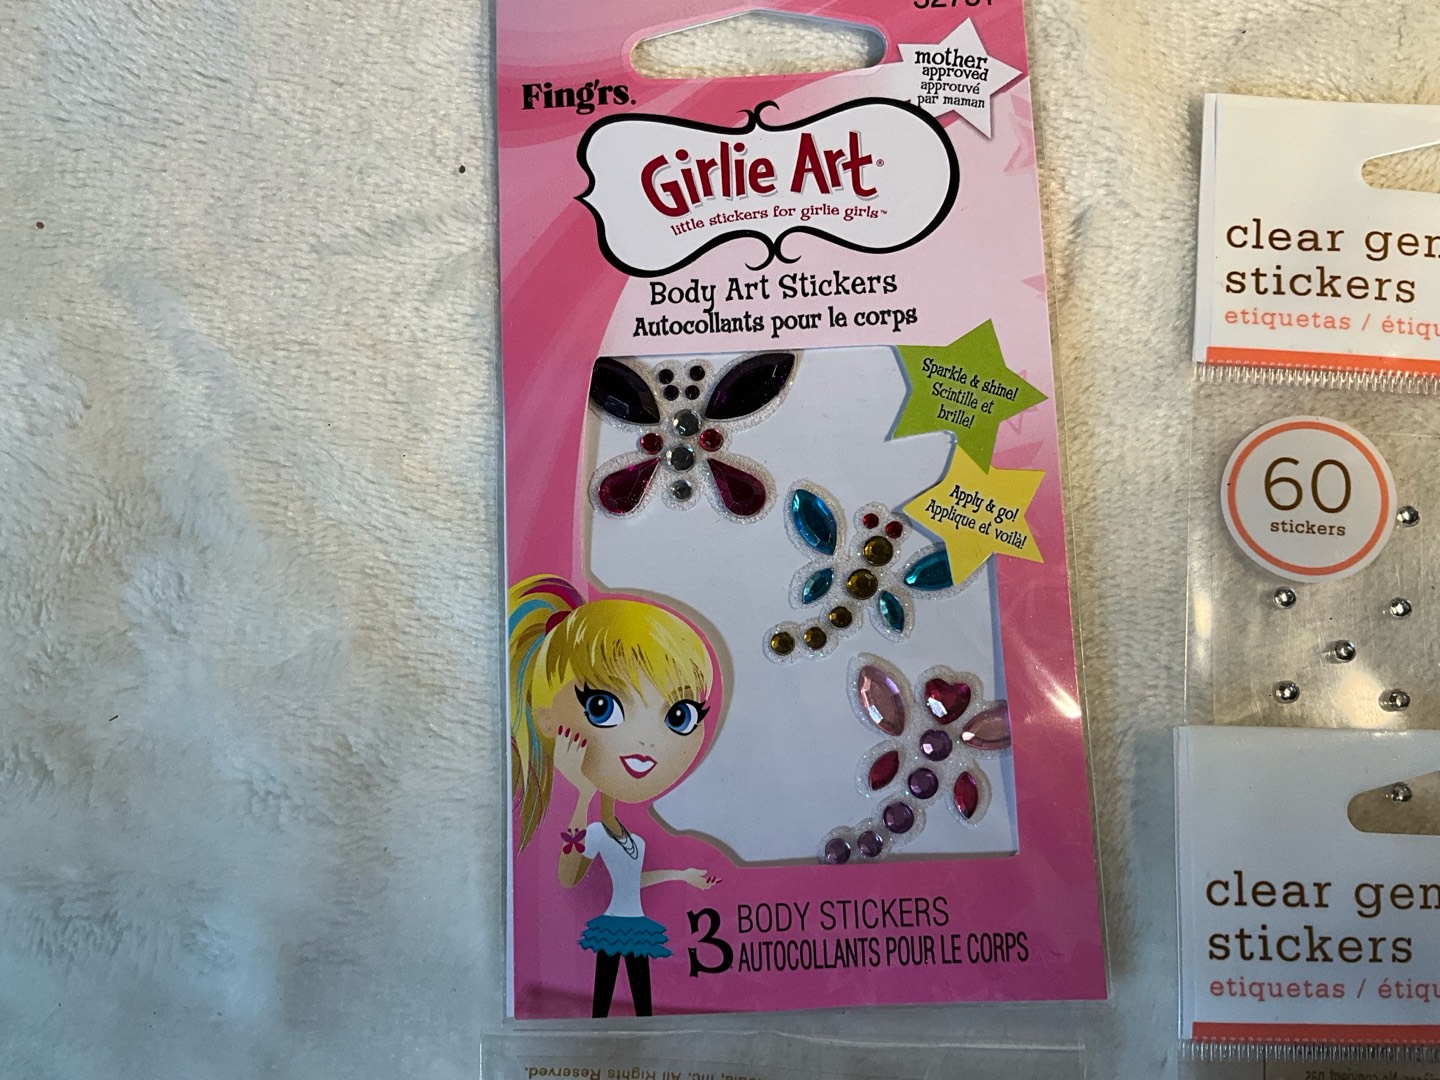 Fing'rs.
mother
approved
approuvé
par maman
Girlie Art®
little stickers for girlie girls™
Body Art Stickers
Autocollants pour le corps
Sparkle & shine!
Scintille et
brille!
Apply & go!
Applique et voilà!
3 BODY STICKERS
AUTOCOLLANTS POUR LE CORPS
clear gem
stickers
etiquetas /
60
stickers
clear gem
stickers
etiquetas /
Inc. All Rights Reserved.